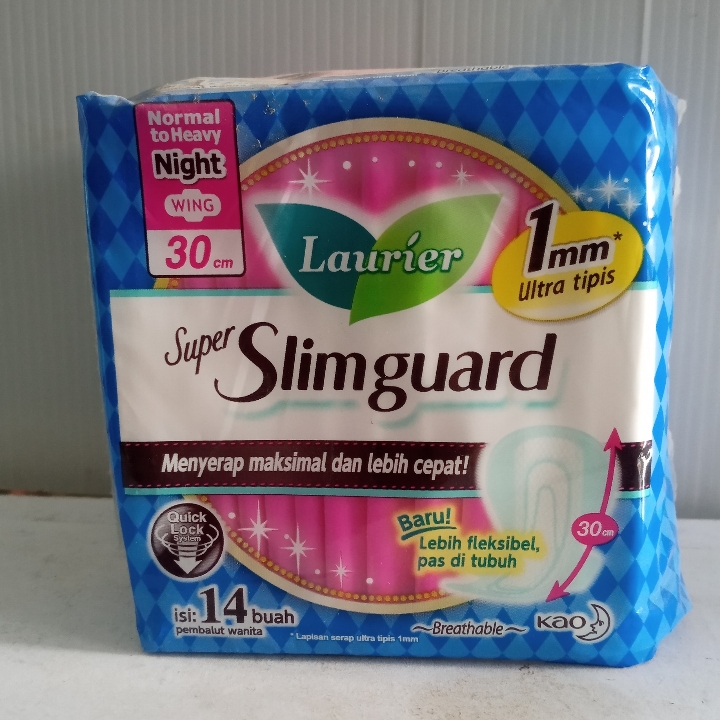 Breathable
Normal
to Heavy
Night
WING
30 cm
Laurier
1mm*
Ultra tipis
Super Slimguard
Menyerap maksimal dan lebih cepat!
Quick
Lock
System
Baru!
Lebih fleksibel,
pas di tubuh
30cm
isi: 14 buah
pembalut wanita
* Lapisan serap ultra tipis 1mm
~Breathable~
Kao